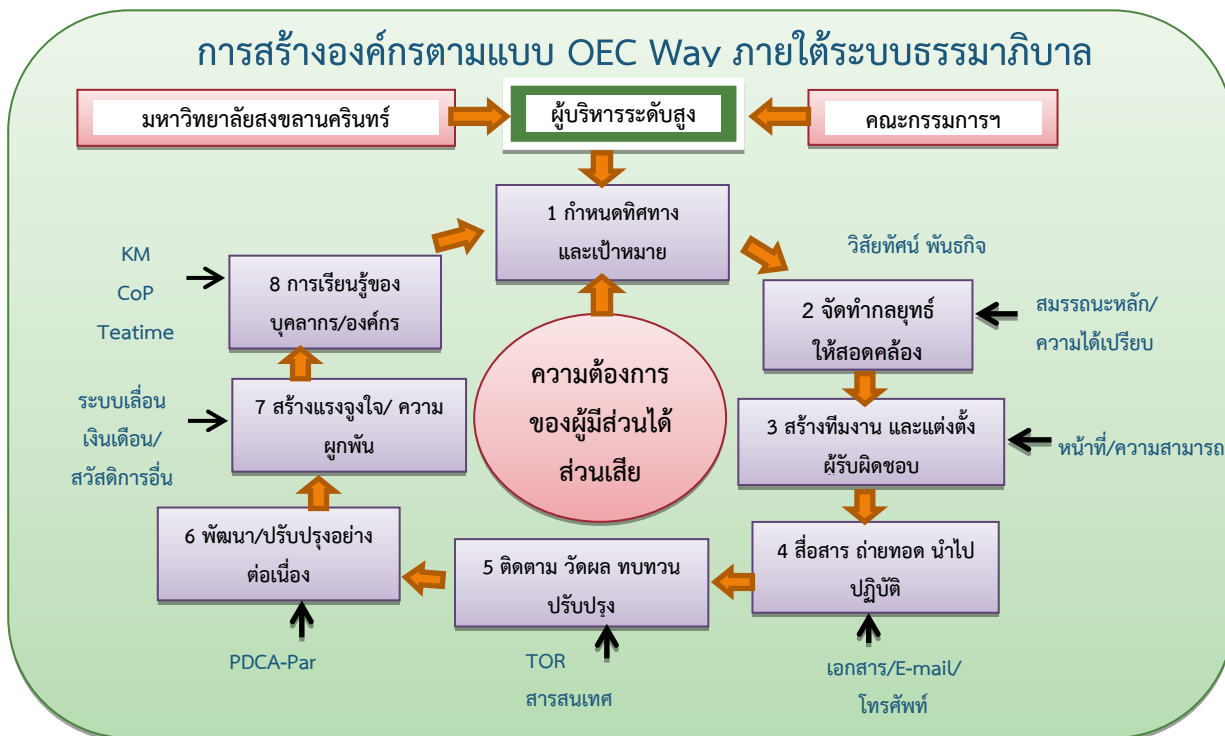 การสร้างองค์กรตามแบบ OEC Way ภายใต้ระบบธรรมาภิบาล
มหาวิทยาลัยสงขลานครินทร์
ผู้บริหารระดับสูง
คณะกรรมการฯ
1 กำหนดทิศทาง
และเป้าหมาย
วิสัยทัศน์ พันธกิจ
2 จัดทำกลยุทธ์
ให้สอดคล้อง
สมรรถนะหลัก/
ความได้เปรียบ
3 สร้างทีมงาน และแต่งตั้ง
ผู้รับผิดชอบ
หน้าที่/ความสามารถ
4 สื่อสาร ถ่ายทอด นำไป
ปฏิบัติ
เอกสาร/E-mail/
โทรศัพท์
5 ติดตาม วัดผล ทบทวน
ปรับปรุง
TOR
สารสนเทศ
6 พัฒนา/ปรับปรุงอย่าง
ต่อเนื่อง
PDCA-Par
7 สร้างแรงจูงใจ/ ความ
ผูกพัน
ระบบเลื่อน
เงินเดือน/
สวัสดิการอื่น
8 การเรียนรู้ของ
บุคลากร/องค์กร
KM
CoP
Teatime
ความต้องการ
ของผู้มีส่วนได้
ส่วนเสีย